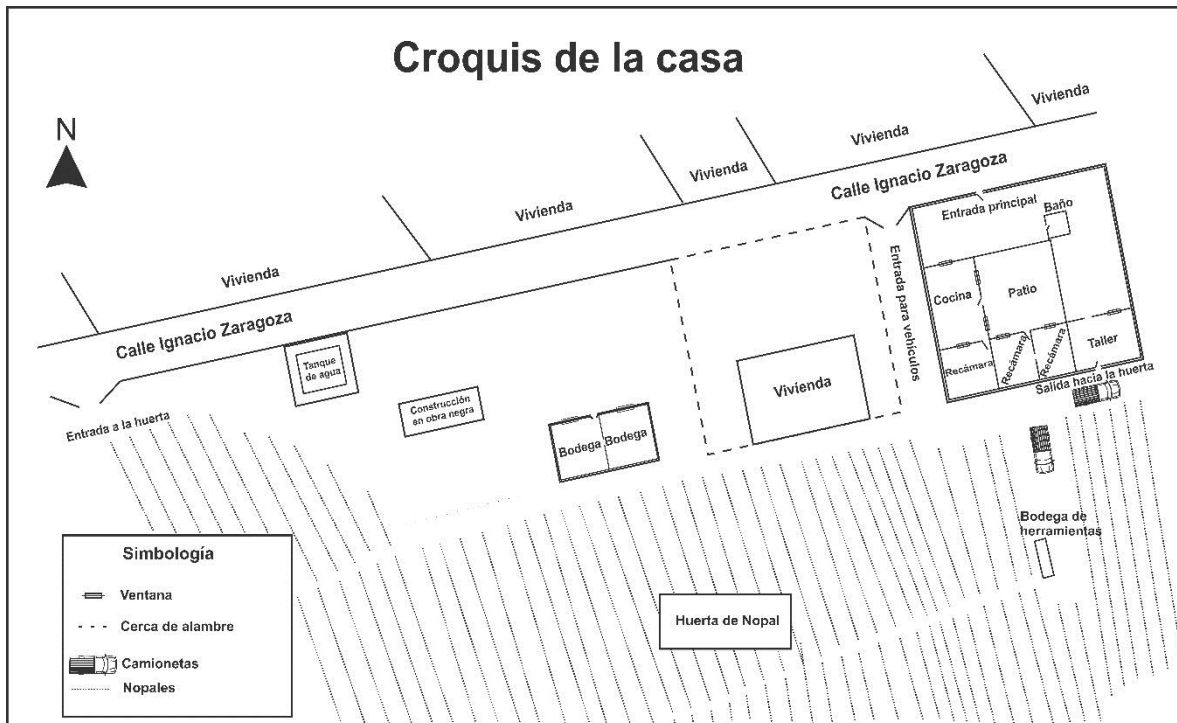 Croquis de la casa
N
Vivienda
Vivienda
Vivienda
Vivienda
Vivienda
Calle Ignacio Zaragoza
Calle Ignacio Zaragoza
Entrada principal
Baño
Entrada para vehículos
Cocina
Patio
Recámara
Recámara
Recámara
Taller
Salida hacia la huerta
Tanque
de agua
Construcción
en obra negra
Bodega
Bodega
Vivienda
Entrada a la huerta
Bodega de
herramientas
Huerta de Nopal
Simbología
Ventana
Cerca de alambre
Camionetas
Nopales